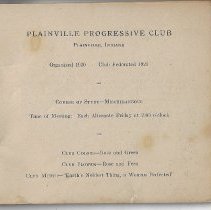 PLAINVILLE PROGRESSIVE CLUB
PLAINVILLE, INDIANA
Organized 1920 Club Federated 1921
COURSE OF STUDY—MISCELLANEOUS
Time of Meeting: Each Alternate Friday at 2:00 o'clock
CLUB COLORS—Rose and Green
CLUB FLOWER—Rose and Fern
CLUB MOTTO—"Earth's Noblest Thing, a Woman Perfected"